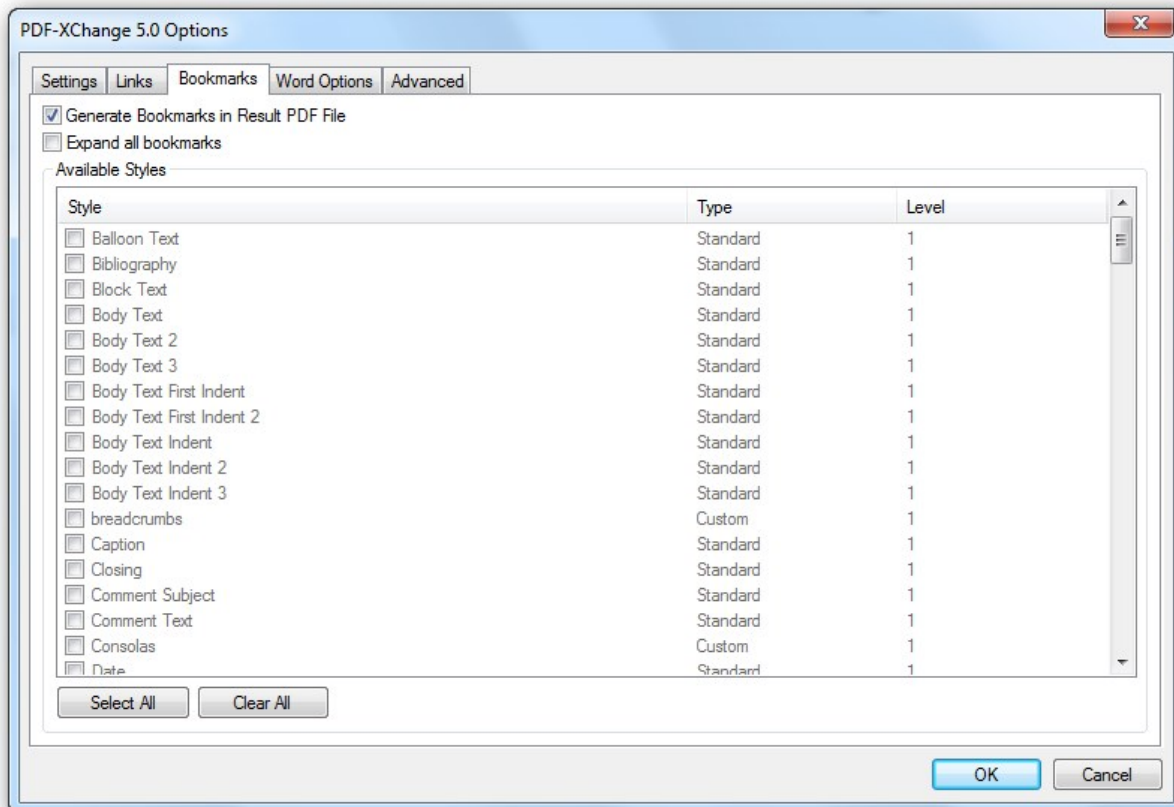 PDF-XChange 5.0 Options
Settings Links Bookmarks Word Options Advanced
Generate Bookmarks in Result PDF File
Expand all bookmarks
Available Styles
Style Type Level
Balloon Text Standard 1
Bibliography Standard 1
Block Text Standard 1
Body Text Standard 1
Body Text 2 Standard 1
Body Text 3 Standard 1
Body Text First Indent Standard 1
Body Text First Indent 2 Standard 1
Body Text Indent Standard 1
Body Text Indent 2 Standard 1
Body Text Indent 3 Standard 1
breadcrumbs Custom 1
Caption Standard 1
Closing Standard 1
Comment Subject Standard 1
Comment Text Standard 1
Consolas Custom 1
Date Standard 1
Select All Clear All
OK Cancel